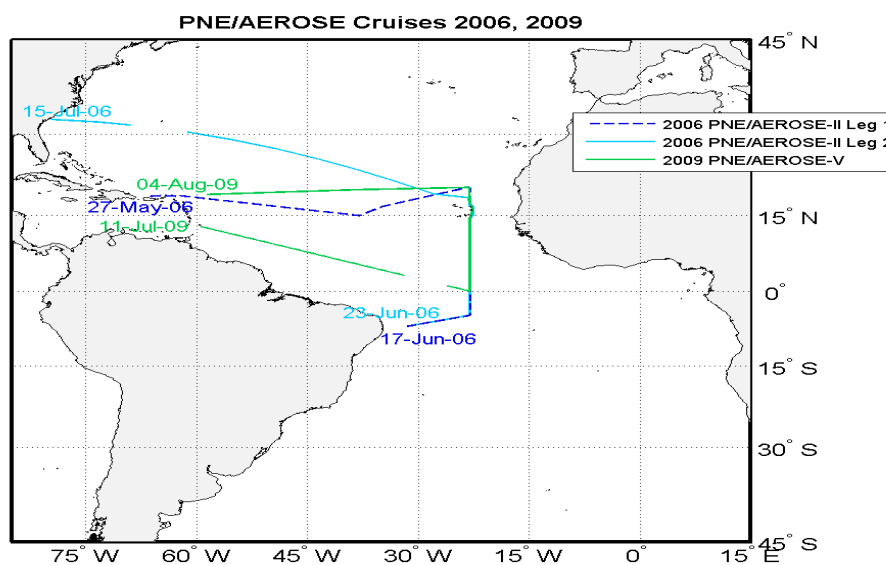 PNE/AEROSE Cruises 2006, 2009
45° N
15-Jul-06
2006 PNE/AEROSE-II Leg 1
2006 PNE/AEROSE-II Leg 2
2009 PNE/AEROSE-V
04-Aug-09
27-May-06
15° N
11-Jul-09
0°
23-Jun-06
17-Jun-06
15° S
30° S
45° S
75° W 60° W 45° W 30° W 15° W 0° 15° E